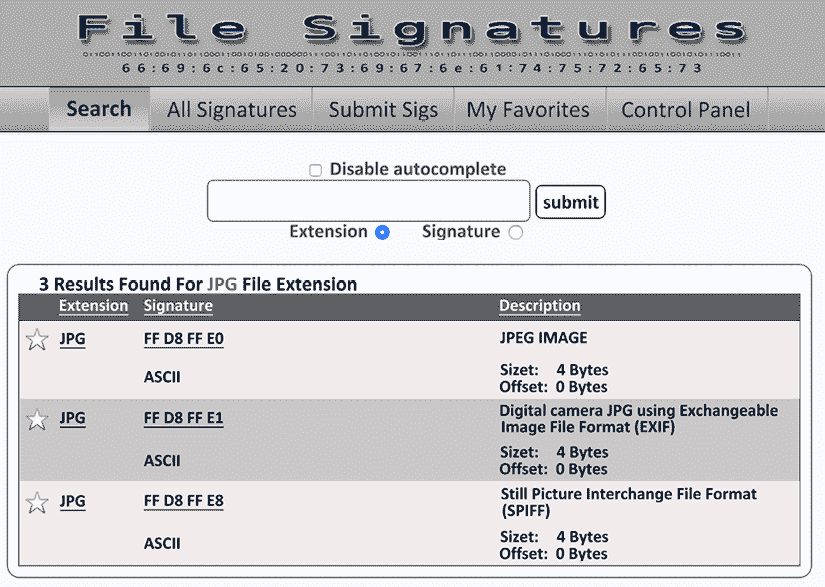 File Signatures
66:69:6c:65:20:73:69:67:6e:61:74:75:72:65:73
Search All Signatures Submit Sigs My Favorites Control Panel
Disable autocomplete
submit
Extension Signature
3 Results Found For JPG File Extension
Extension Signature Description
JPG FF D8 FF E0 JPEG IMAGE
ASCII Sizet: 4 Bytes
Offset: 0 Bytes
JPG FF D8 FF E1 Digital camera JPG using Exchangeable
Image File Format (EXIF)
ASCII Sizet: 4 Bytes
Offset: 0 Bytes
JPG FF D8 FF E8 Still Picture Interchange File Format
(SPIFF)
ASCII Sizet: 4 Bytes
Offset: 0 Bytes